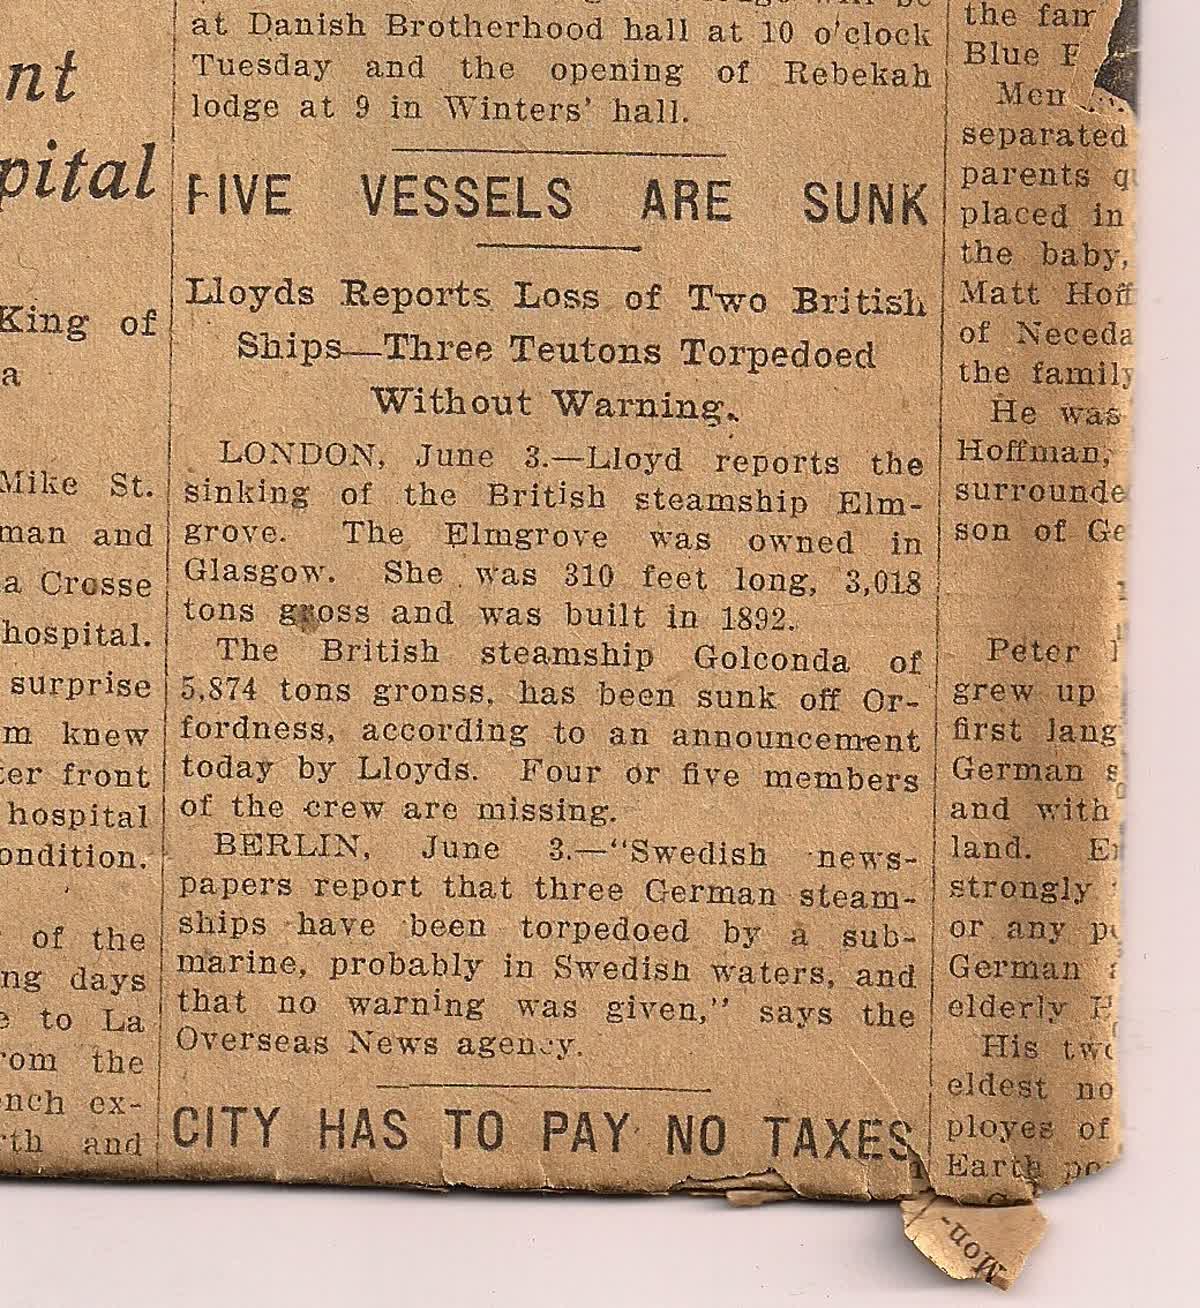 nt
pital
King of
a
Mike St.
man and
a Crosse
hospital.
surprise
m knew
ter front
hospital
ondition.
of the
ng days
e to La
rom the
nch ex-
rth and
at Danish Brotherhood hall at 10 o'clock
Tuesday and the opening of Rebekah
lodge at 9 in Winters' hall.
FIVE VESSELS ARE SUNK
Lloyds Reports Loss of Two British
Ships—Three Teutons Torpedoed
Without Warning.
LONDON, June 3.—Lloyd reports the
sinking of the British steamship Elm-
grove. The Elmgrove was owned in
Glasgow. She was 310 feet long, 3,018
tons gross and was built in 1892.
The British steamship Golconda of
5,874 tons gronss, has been sunk off Or-
fordness, according to an announcement
today by Lloyds. Four or five members
of the crew are missing.
BERLIN, June 3.—“Swedish news-
papers report that three German steam-
ships have been torpedoed by a sub-
marine, probably in Swedish waters, and
that no warning was given,” says the
Overseas News agency.
CITY HAS TO PAY NO TAXES
the fam
Blue F
Men
separated
parents q
placed in
the baby,
Matt Hoff
of Neceda
the family
He was
Hoffman,
surrounde
son of Ge
Peter
grew up
first lang
German s
and with
land. E
strongly
or any p
German
elderly H
His two
eldest no
ployes of
Earth po
Mon-